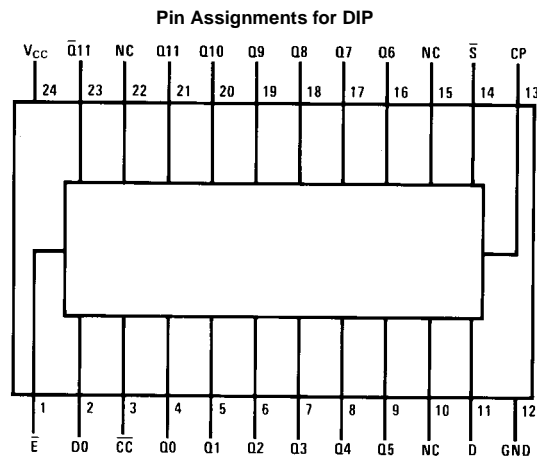 Pin Assignments for DIP
V_CC Q̅11 NC Q11 Q10 Q9 Q8 Q7 Q6 NC S̅ CP
24 23 22 21 20 19 18 17 16 15 14 13
1 2 3 4 5 6 7 8 9 10 11 12
E̅ D0 C̅C̅ Q0 Q1 Q2 Q3 Q4 Q5 NC D GND